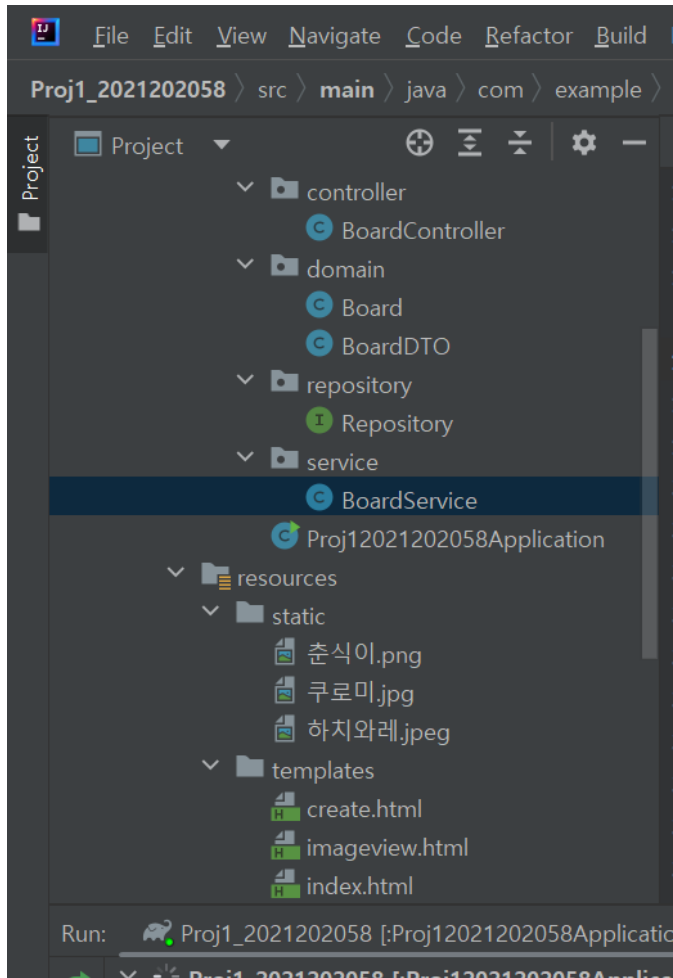 File Edit View Navigate Code Refactor Build
Proj1_2021202058 〉 src 〉 main 〉 java 〉 com 〉 example 〉
Project
Project
controller
BoardController
domain
Board
BoardDTO
repository
Repository
service
BoardService
Proj12021202058Application
resources
static
춘식이.png
쿠로미.jpg
하치와레.jpeg
templates
create.html
imageview.html
index.html
Run: Proj1_2021202058 [:Proj12021202058Applicatio
Proj1_2021202058 [:Proj12021202058Applica